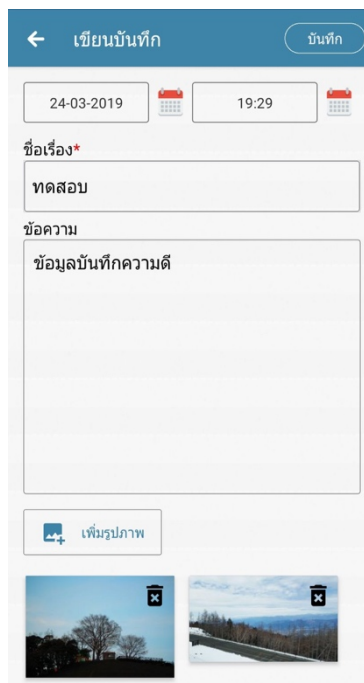 เขียนบันทึก
บันทึก
24-03-2019
19:29
ชื่อเรื่อง*
ทดสอบ
ข้อความ
ข้อมูลบันทึกความดี
เพิ่มรูปภาพ